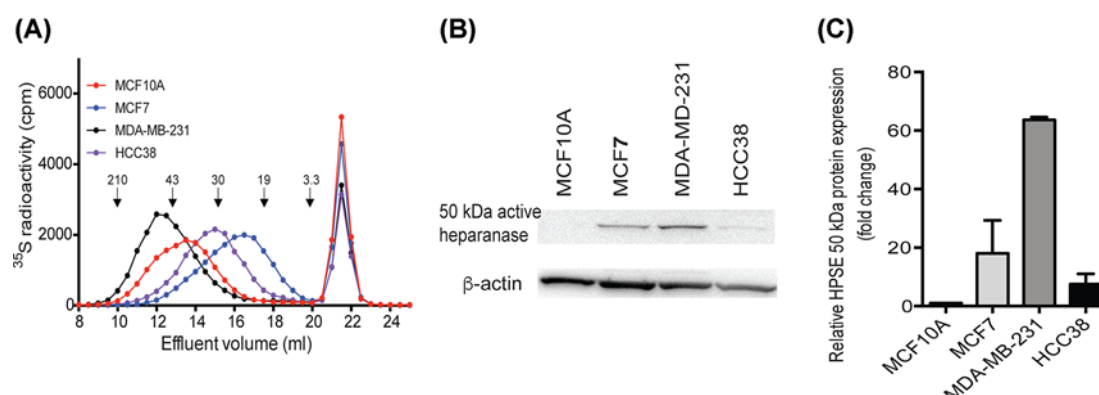 (A)
³⁵S radioactivity (cpm)
6000
4000
2000
0
MCF10A
MCF7
MDA-MB-231
HCC38
210 43 30 19 3.3
8 10 12 14 16 18 20 22 24
Effluent volume (ml)
(B)
MCF10A
MCF7
MDA-MD-231
HCC38
50 kDa active
heparanase
β-actin
(C)
Relative HPSE 50 kDa protein expression
(fold change)
80
60
40
20
0
MCF10A
MCF7
MDA-MB-231
HCC38